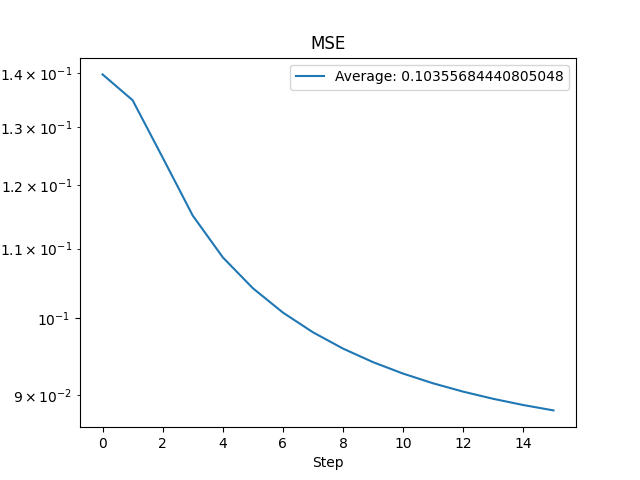 MSE
Average: 0.10355684440805048
1.4 × 10⁻¹
1.3 × 10⁻¹
1.2 × 10⁻¹
1.1 × 10⁻¹
10⁻¹
9 × 10⁻²
0 2 4 6 8 10 12 14
Step